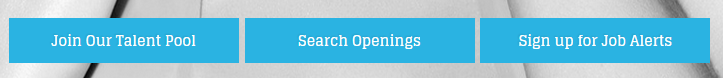 Join Our Talent Pool
Search Openings
Sign up for Job Alerts